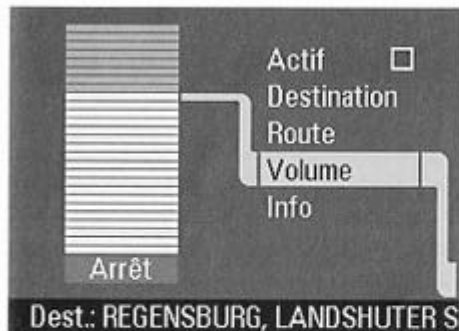 Actif
Destination
Route
Volume
Info
Arrêt
Dest.: REGENSBURG, LANDSHUTER S